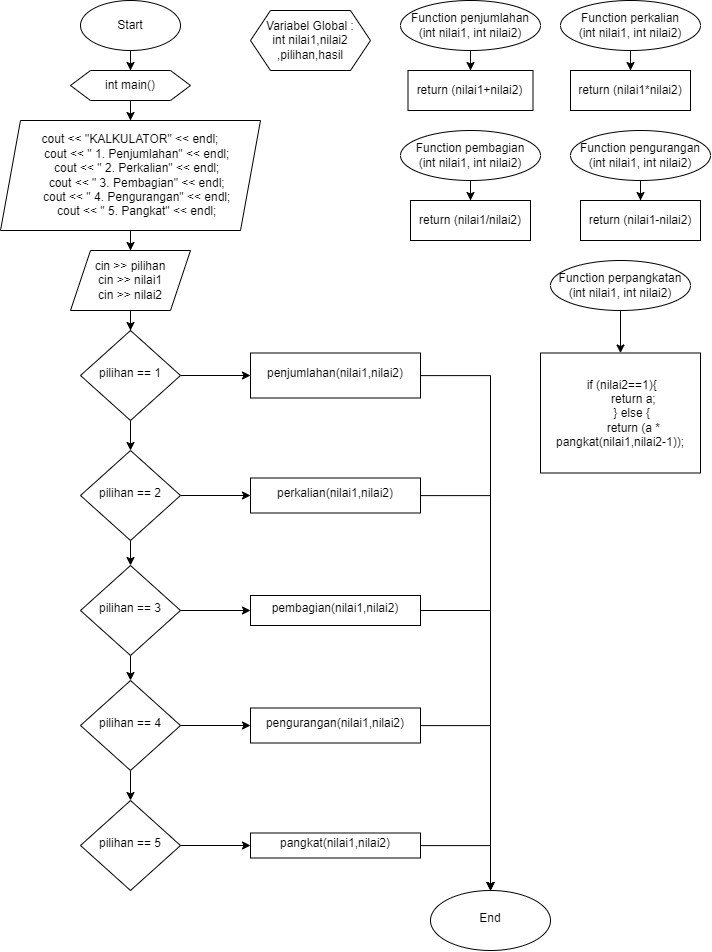 Start
int main()
cout << "KALKULATOR" << endl;
cout << " 1. Penjumlah" << endl;
cout << " 2. Perkalian" << endl;
cout << " 3. Pembagian" << endl;
cout << " 4. Pengurangan" << endl;
cout << " 5. Pangkat" << endl;
cin >> pilihan
cin >> nilai1
cin >> nilai2
pilihan == 1
penjumlahan(nilai1,nilai2)
pilihan == 2
perkalian(nilai1,nilai2)
pilihan == 3
pembagian(nilai1,nilai2)
pilihan == 4
pengurangan(nilai1,nilai2)
pilihan == 5
pangkat(nilai1,nilai2)
End
Variabel Global :
int nilai1,nilai2
,pilihan,hasil
Function penjumlahan
(int nilai1, int nilai2)
return (nilai1+nilai2)
Function perkalian
(int nilai1, int nilai2)
return (nilai1*nilai2)
Function pembagian
(int nilai1, int nilai2)
return (nilai1/nilai2)
Function pengurangan
(int nilai1, int nilai2)
return (nilai1-nilai2)
Function perpangkatan
(int nilai1, int nilai2)
if (nilai2==1){
return a;
} else {
return (a *
pangkat(nilai1,nilai2-1));